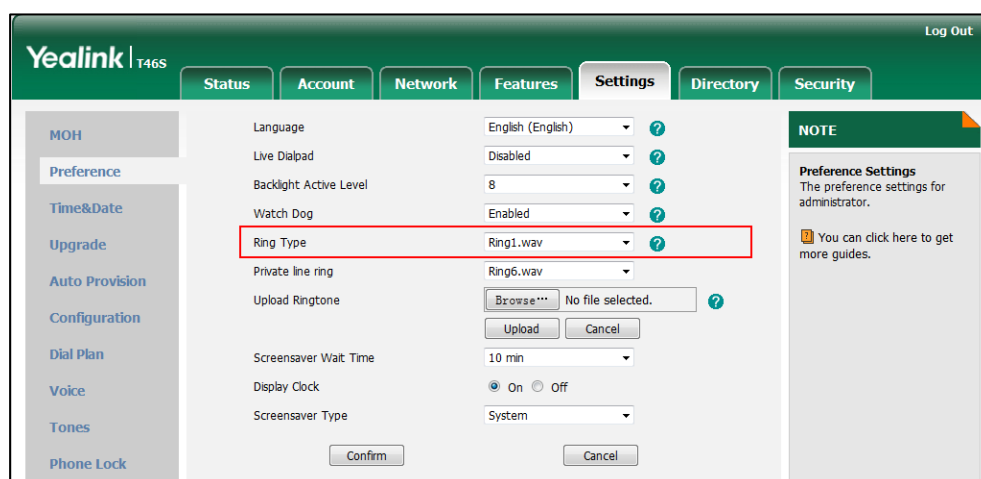 Log Out
Yealink | T46S
Status Account Network Features Settings Directory Security
MOH
Preference
Time&Date
Upgrade
Auto Provision
Configuration
Dial Plan
Voice
Tones
Phone Lock
Language English (English) ?
Live Dialpad Disabled ?
Backlight Active Level 8 ?
Watch Dog Enabled ?
Ring Type Ring1.wav ?
Private line ring Ring6.wav
Upload Ringtone Browse··· No file selected. ?
Upload Cancel
Screensaver Wait Time 10 min
Display Clock On Off
Screensaver Type System
Confirm Cancel
NOTE
Preference Settings
The preference settings for
administrator.
? You can click here to get
more guides.